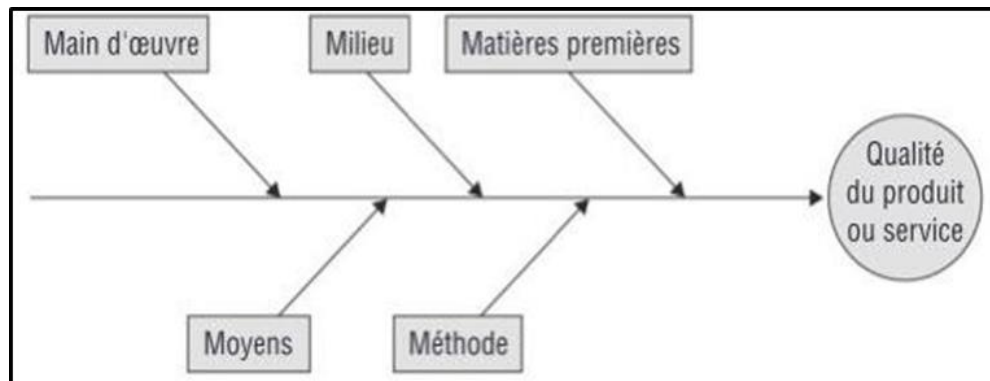 Main d'œuvre
Milieu
Matières premières
Qualité
du produit
ou service
Moyens
Méthode